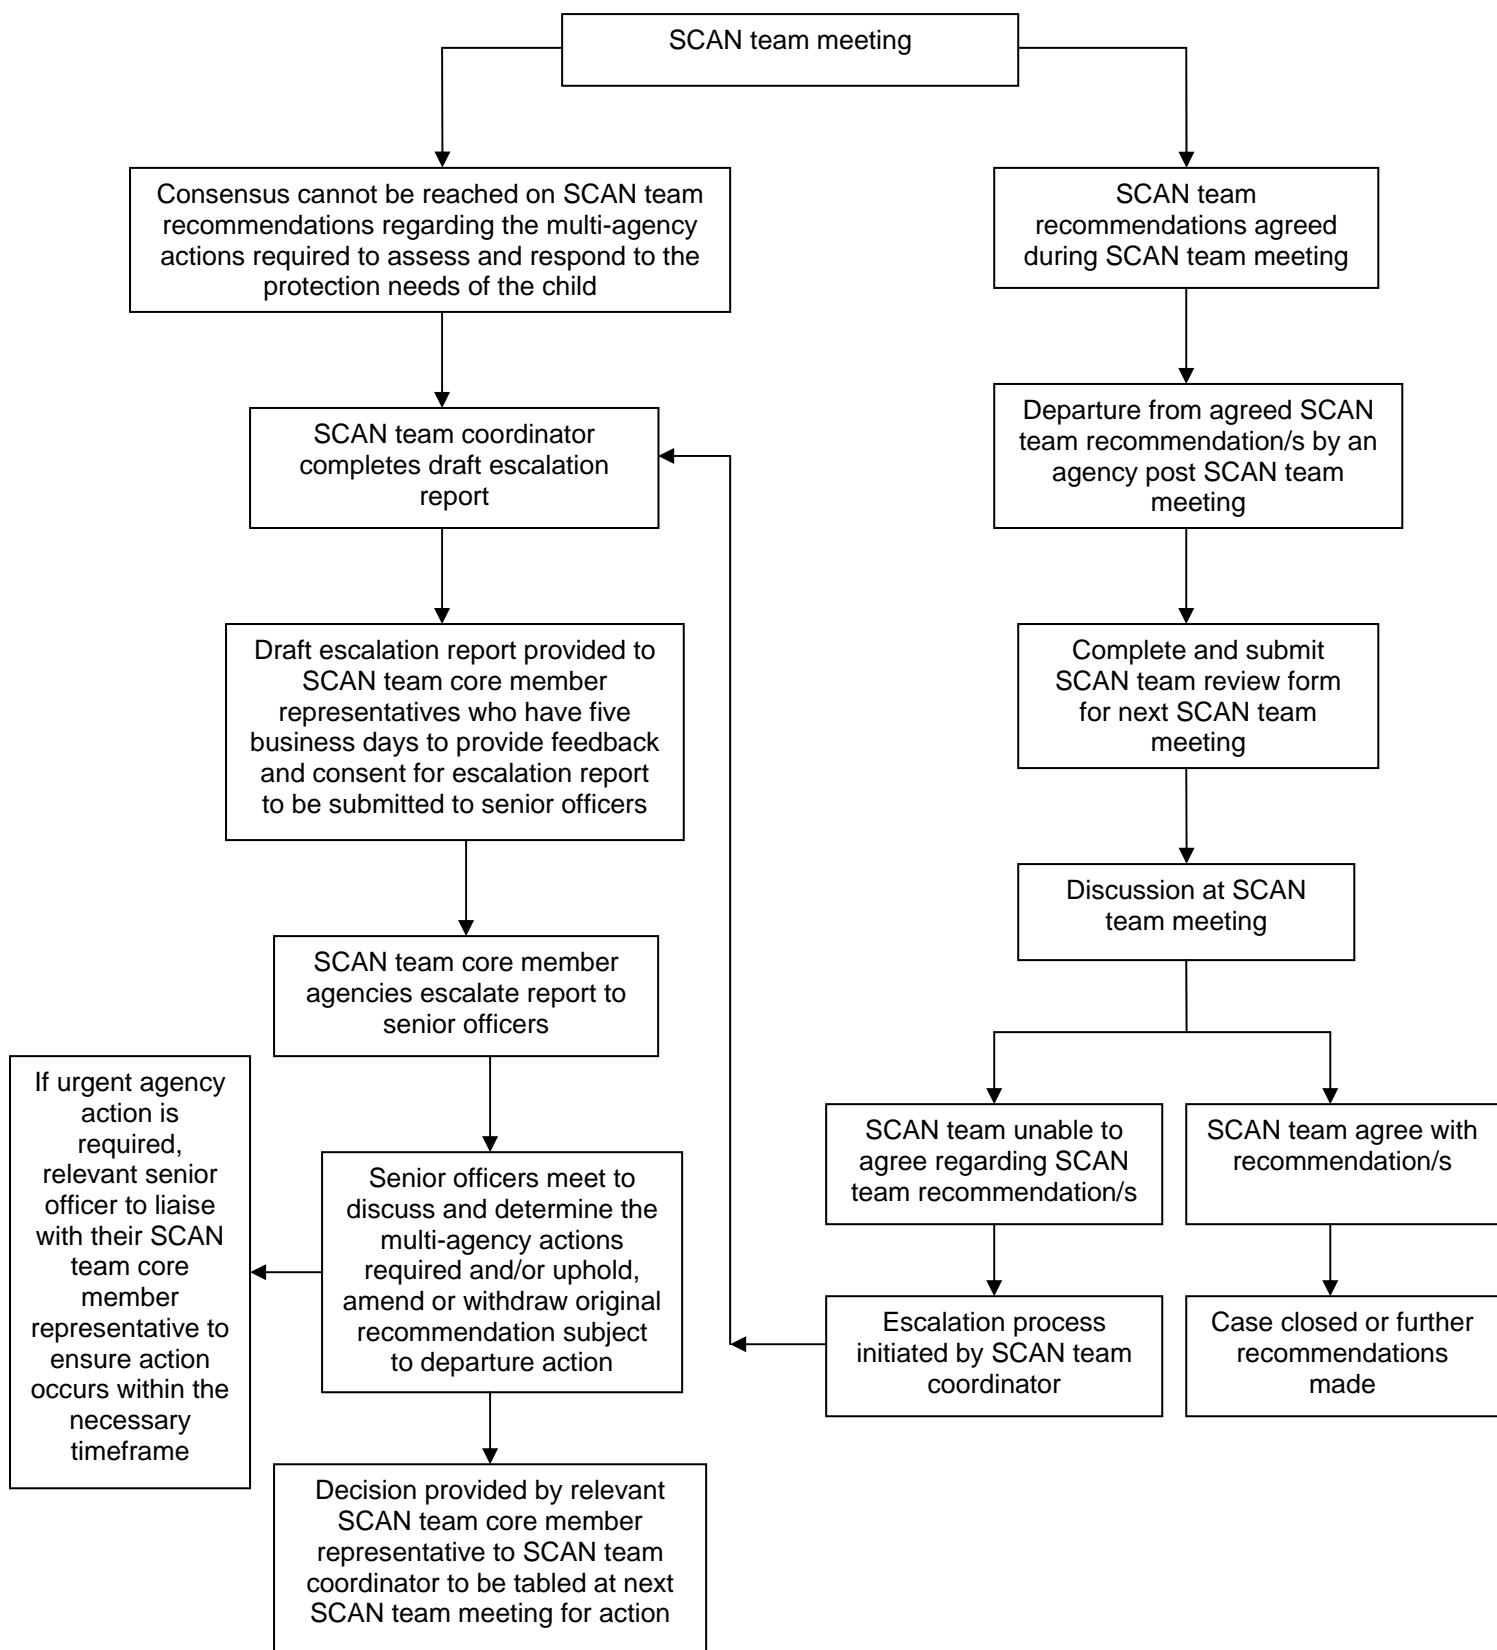 SCAN team meeting
Consensus cannot be reached on SCAN team
recommendations regarding the multi-agency
actions required to assess and respond to the
protection needs of the child
SCAN team
recommendations agreed
during SCAN team meeting
SCAN team coordinator
completes draft escalation
report
Departure from agreed SCAN
team recommendation/s by an
agency post SCAN team
meeting
Draft escalation report provided to
SCAN team core member
representatives who have five
business days to provide feedback
and consent for escalation report
to be submitted to senior officers
Complete and submit
SCAN team review form
for next SCAN team
meeting
Discussion at SCAN
team meeting
SCAN team core member
agencies escalate report to
senior officers
If urgent agency
action is
required,
relevant senior
officer to liaise
with their SCAN
team core
member
representative to
ensure action
occurs within the
necessary
timeframe
Senior officers meet to
discuss and determine the
multi-agency actions
required and/or uphold,
amend or withdraw original
recommendation subject
to departure action
SCAN team unable to
agree regarding SCAN
team recommendation/s
SCAN team agree with
recommendation/s
Escalation process
initiated by SCAN team
coordinator
Case closed or further
recommendations
made
Decision provided by relevant
SCAN team core member
representative to SCAN team
coordinator to be tabled at next
SCAN team meeting for action